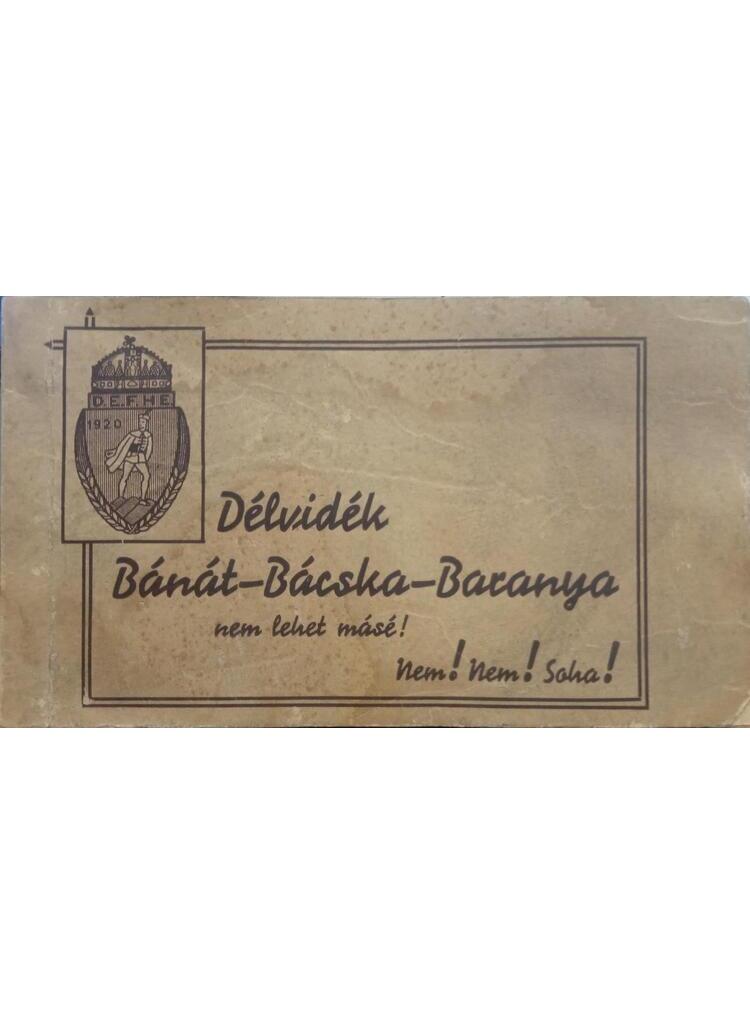 D.E.F.H.E.
1920
Délvidék
Bánát-Bácska-Baranya
nem lehet másé!
Nem! Nem! Soha!